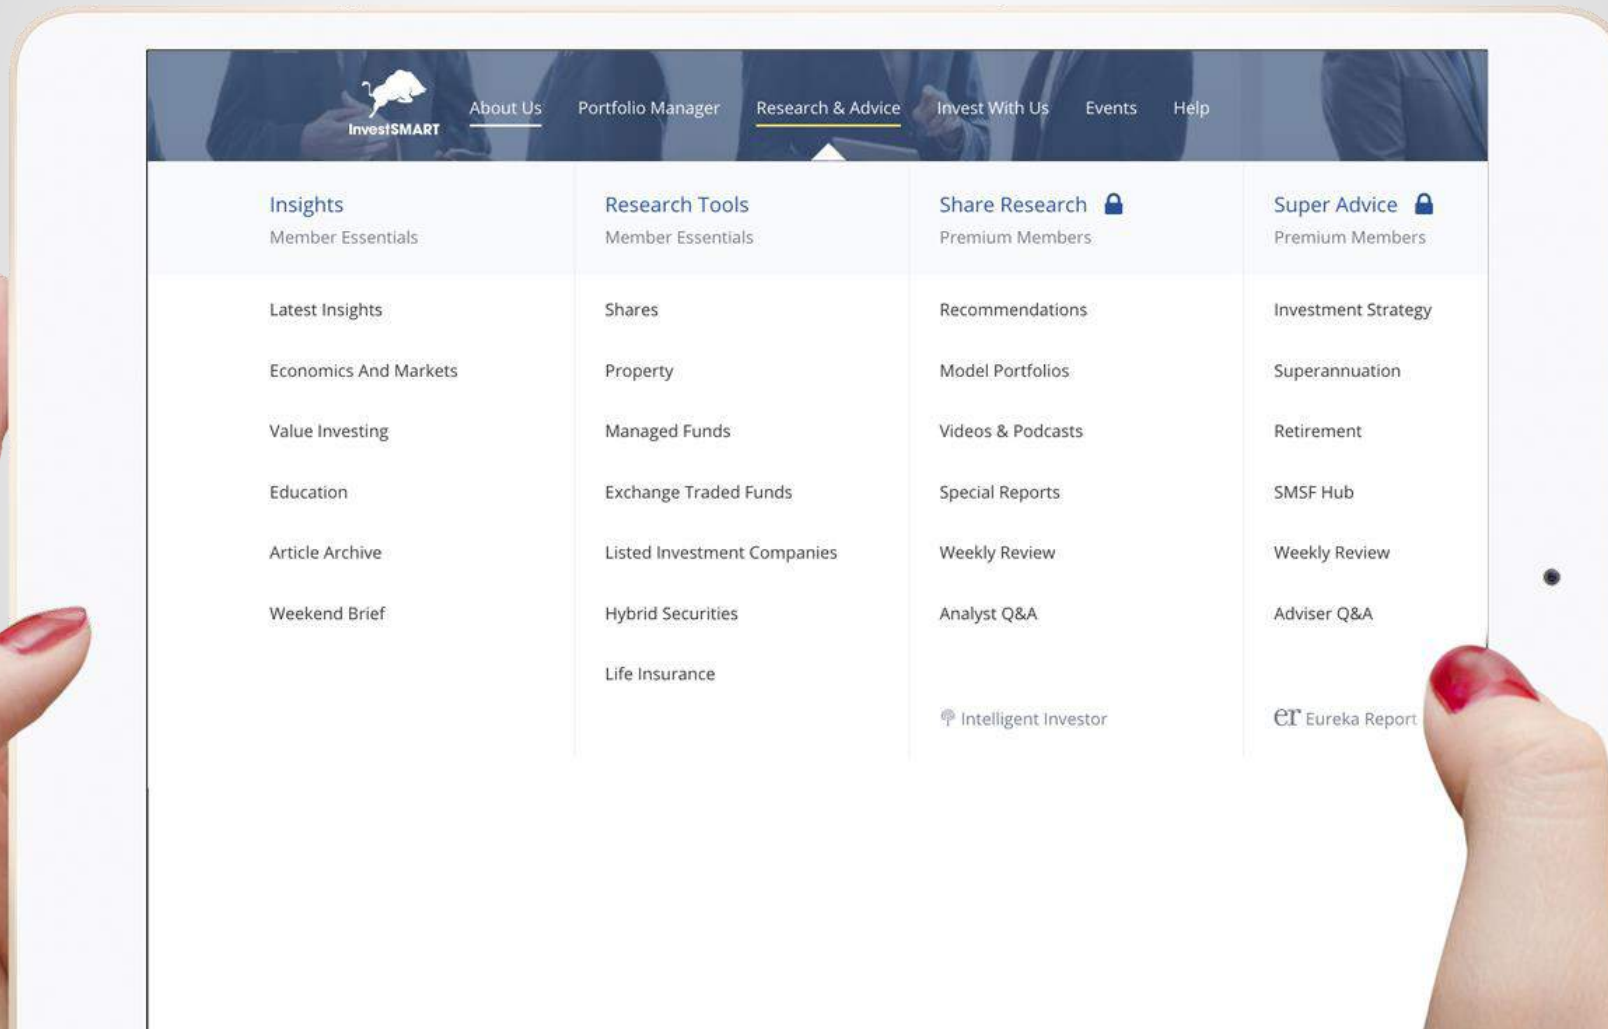 InvestSMART
About Us
Portfolio Manager
Research & Advice
Invest With Us
Events
Help
Insights
Member Essentials
Latest Insights
Economics And Markets
Value Investing
Education
Article Archive
Weekend Brief
Research Tools
Member Essentials
Shares
Property
Managed Funds
Exchange Traded Funds
Listed Investment Companies
Hybrid Securities
Life Insurance
Share Research
Premium Members
Recommendations
Model Portfolios
Videos & Podcasts
Special Reports
Weekly Review
Analyst Q&A
Intelligent Investor
Super Advice
Premium Members
Investment Strategy
Superannuation
Retirement
SMSF Hub
Weekly Review
Adviser Q&A
er Eureka Report